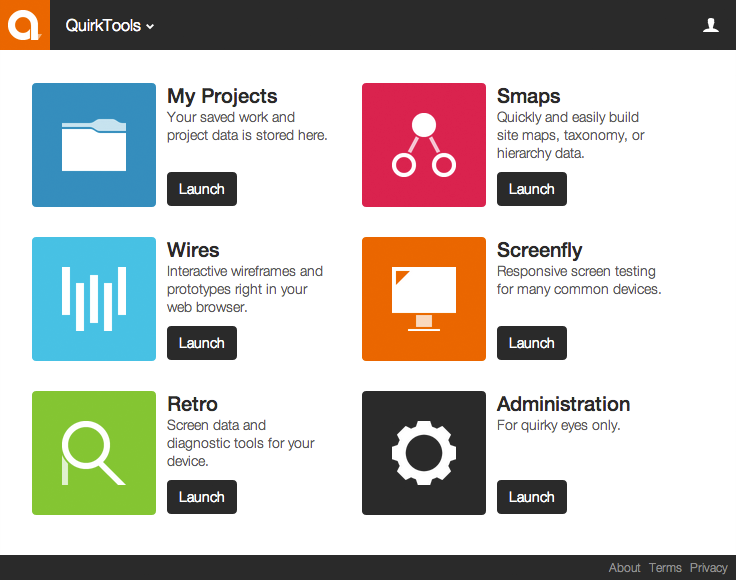 QuirkTools
My Projects
Your saved work and
project data is stored here.
Launch
Smaps
Quickly and easily build
site maps, taxonomy, or
hierarchy data.
Launch
Wires
Interactive wireframes and
prototypes right in your
web browser.
Launch
Screenfly
Responsive screen testing
for many common devices.
Launch
Retro
Screen data and
diagnostic tools for your
device.
Launch
Administration
For quirky eyes only.
Launch
About Terms Privacy